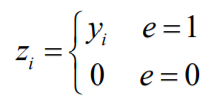 z_i = { y_i e = 1
0 e = 0